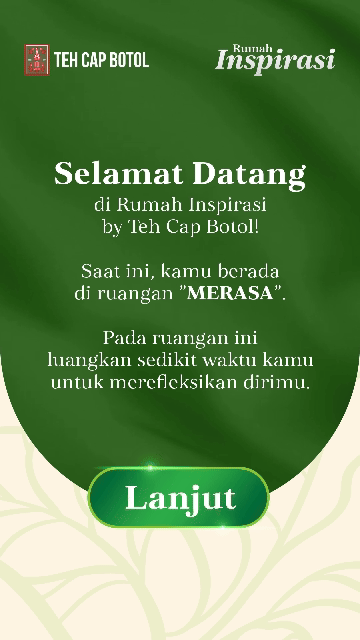 TEH CAP BOTOL
Rumah
Inspirasi
Selamat Datang
di Rumah Inspirasi
by Teh Cap Botol!
Saat ini, kamu berada
di ruangan "MERASA".
Pada ruangan ini
luangkan sedikit waktu kamu
untuk merefleksikan dirimu.
Lanjut